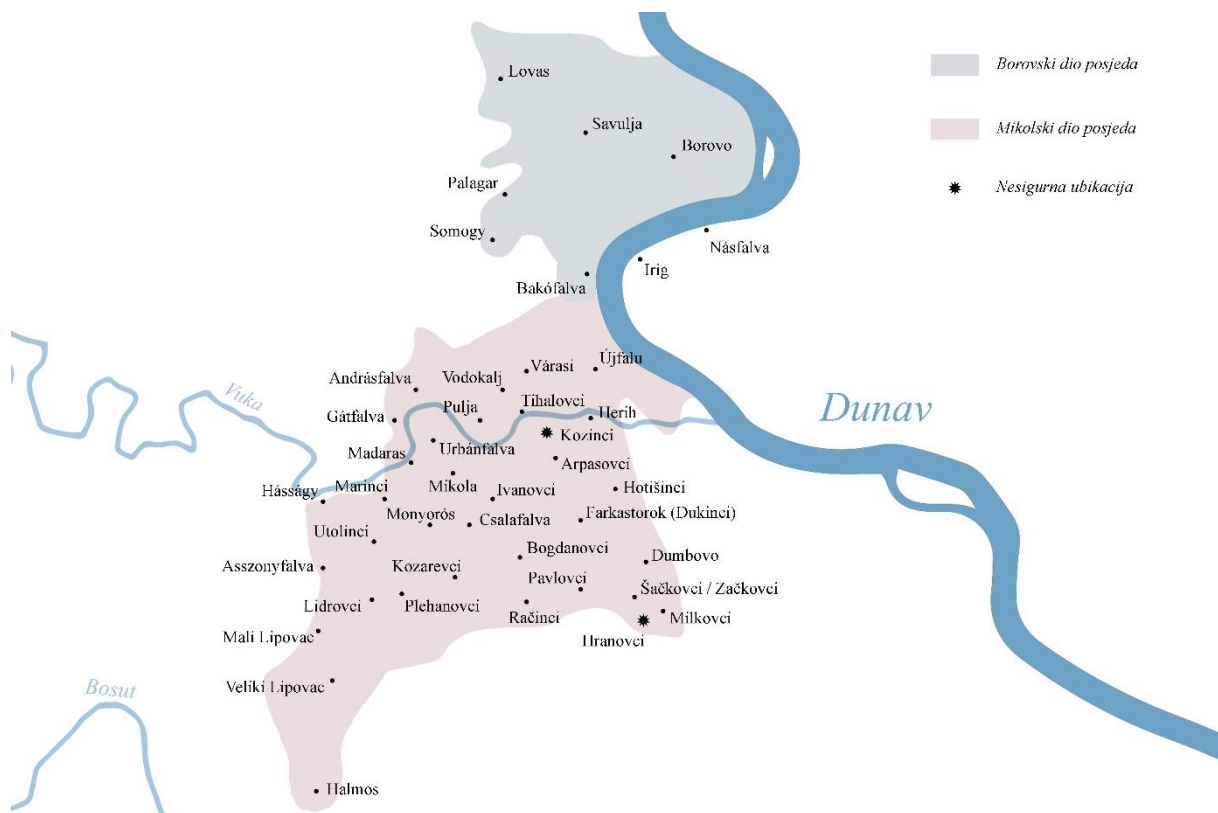 Lovas
Borovski dio posjeda
Savulja
Mikolski dio posjeda
Borovo
Palagar
Nesigurna ubikacija
Somogy
Násfalva
Irig
Bakófalva
Várasi
Újfalu
Andrásfalva
Vodokalj
Vuka
Tihalovci
Dunav
Gátfalva
Pulja
Herih
Kozinci
Urbánfalva
Madaras
Arpasovci
Mikola
Ivanovci
Hotišinci
Hásságy
Marinci
Monyorós
Csalafalva
Farkastorok (Dukinci)
Utolinci
Bogdanovci
Dumbovo
Asszonyfalva
Kozarevci
Pavlovci
Šačkovci / Začkovci
Lidrovci
Plehanovci
Račinci
Milkovci
Mali Lipovac
Hranovci
Veliki Lipovac
Bosut
Halmos